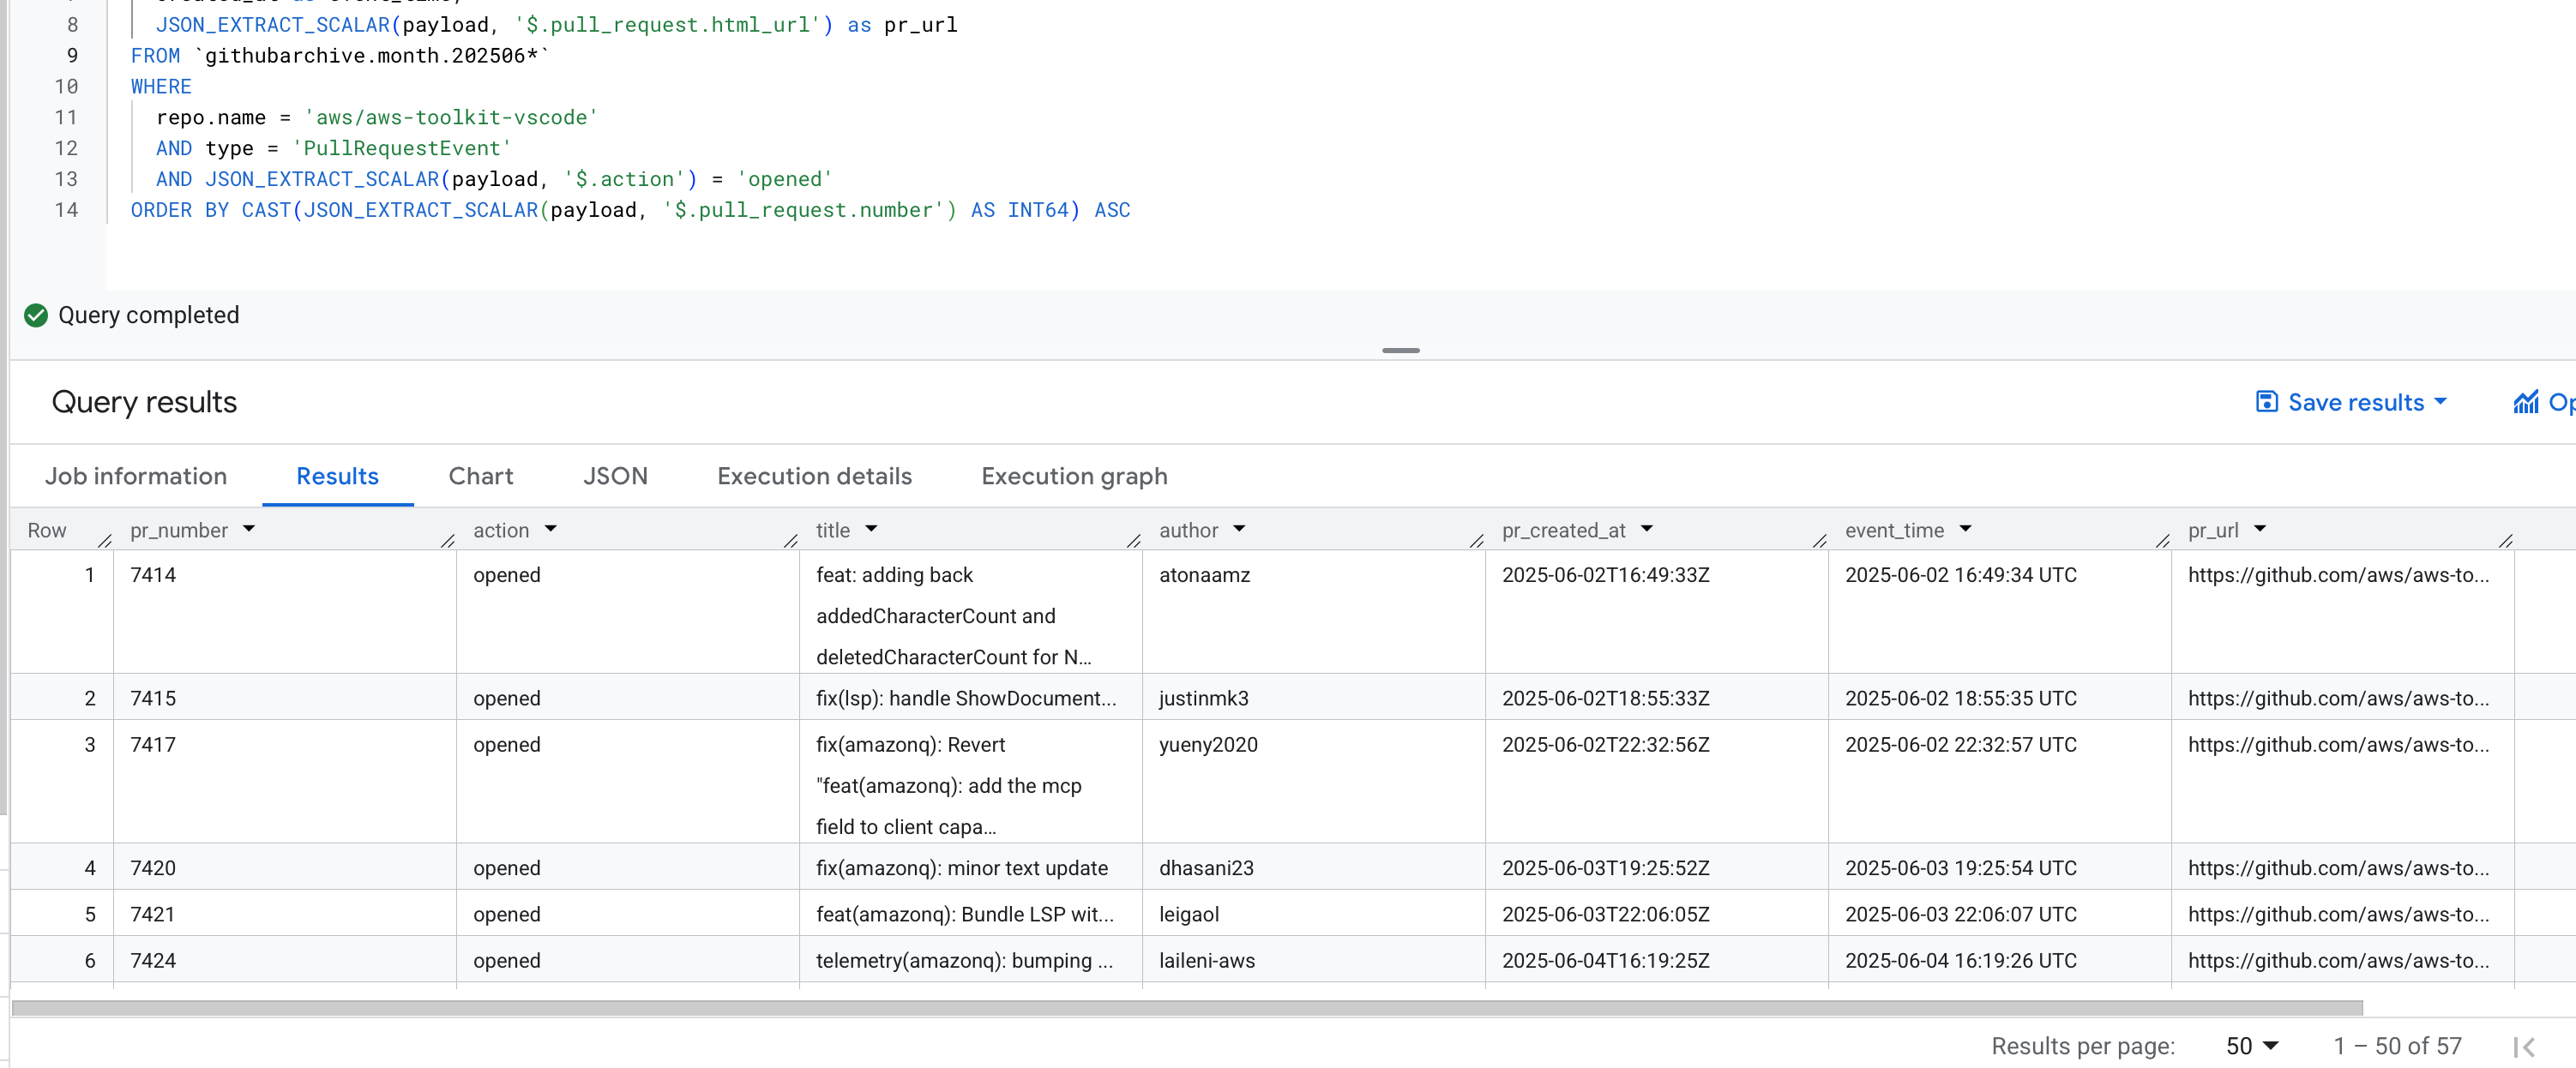 8 JSON_EXTRACT_SCALAR(payload, '$.pull_request.html_url') as pr_url
9 FROM `githubarchive.month.202506*`
10 WHERE
11 repo.name = 'aws/aws-toolkit-vscode'
12 AND type = 'PullRequestEvent'
13 AND JSON_EXTRACT_SCALAR(payload, '$.action') = 'opened'
14 ORDER BY CAST(JSON_EXTRACT_SCALAR(payload, '$.pull_request.number') AS INT64) ASC
Query completed
Query results Save results Op
Job information Results Chart JSON Execution details Execution graph
Row pr_number action title author pr_created_at event_time pr_url
1 7414 opened feat: adding back atonaamz 2025-06-02T16:49:33Z 2025-06-02 16:49:34 UTC https://github.com/aws/aws-to...
addedCharacterCount and
deletedCharacterCount for N...
2 7415 opened fix(lsp): handle ShowDocument... justinmk3 2025-06-02T18:55:33Z 2025-06-02 18:55:35 UTC https://github.com/aws/aws-to...
3 7417 opened fix(amazonq): Revert yueny2020 2025-06-02T22:32:56Z 2025-06-02 22:32:57 UTC https://github.com/aws/aws-to...
"feat(amazonq): add the mcp
field to client capa...
4 7420 opened fix(amazonq): minor text update dhasani23 2025-06-03T19:25:52Z 2025-06-03 19:25:54 UTC https://github.com/aws/aws-to...
5 7421 opened feat(amazonq): Bundle LSP wit... leigaol 2025-06-03T22:06:05Z 2025-06-03 22:06:07 UTC https://github.com/aws/aws-to...
6 7424 opened telemetry(amazonq): bumping ... laileni-aws 2025-06-04T16:19:25Z 2025-06-04 16:19:26 UTC https://github.com/aws/aws-to...
Results per page: 50 1 – 50 of 57